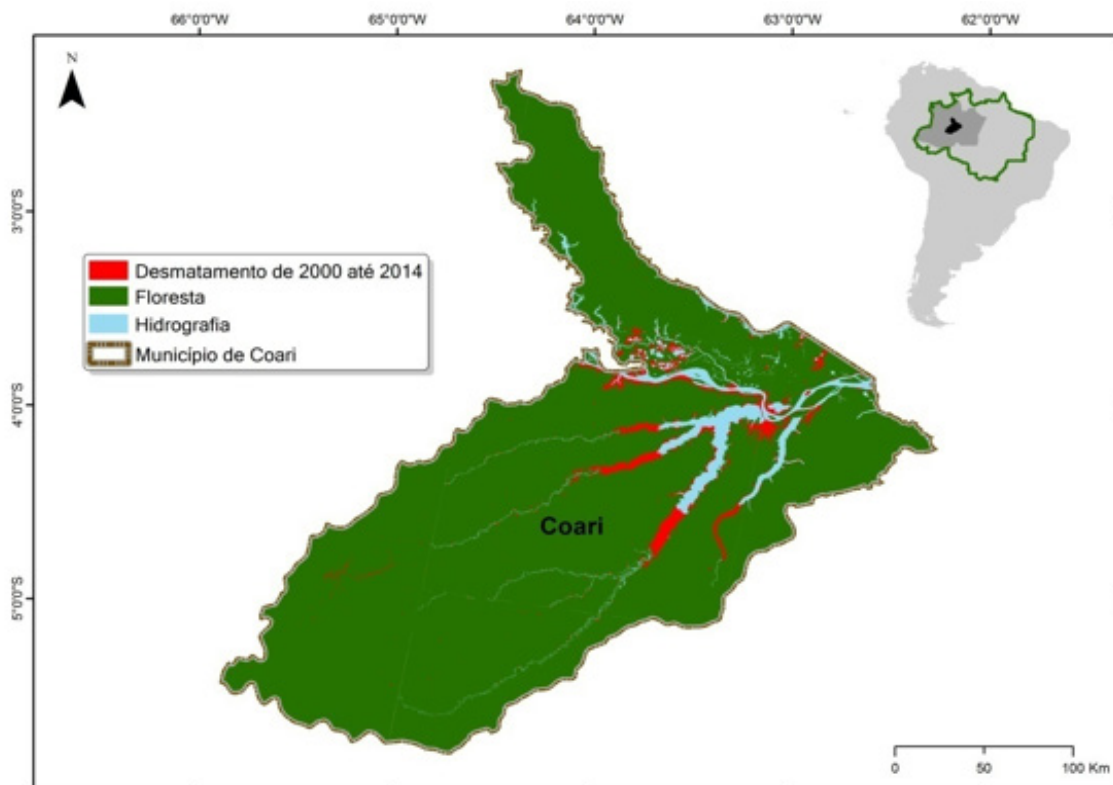 66°0'0"W 65°0'0"W 64°0'0"W 63°0'0"W 62°0'0"W
N
3°0'0"S
4°0'0"S
5°0'0"S
Desmatamento de 2000 até 2014
Floresta
Hidrografia
Município de Coari
Coari
0 50 100 Km